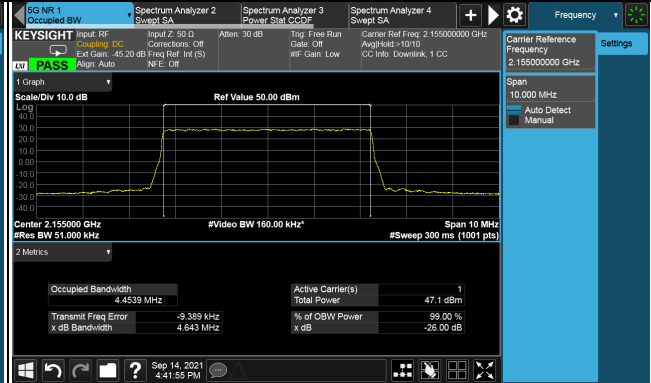 5G NR 1
Occupied BW
Spectrum Analyzer 2
Swept SA
Spectrum Analyzer 3
Power Stat CCDF
Spectrum Analyzer 4
Swept SA
+
Frequency
KEYSIGHT
LXI
PASS
Input: RF
Coupling: DC
Ext Gain: -45.20 dB
Align: Auto
Input Z: 50 Ω
Corrections: Off
Freq Ref: Int (S)
NFE: Off
Atten: 30 dB
Trig: Free Run
Gate: Off
#IF Gain: Low
Carrier Ref Freq: 2.155000000 GHz
Avg|Hold:>10/10
CC Info: Downlink, 1 CC
Carrier Reference
Frequency
2.155000000 GHz
Settings
Span
10.000 MHz
Auto Detect
Manual
1 Graph
Scale/Div 10.0 dB
Ref Value 50.00 dBm
Log
40.0
30.0
20.0
10.0
0.00
-10.0
-20.0
-30.0
-40.0
Center 2.155000 GHz
#Video BW 160.00 kHz*
Span 10 MHz
#Res BW 51.000 kHz
#Sweep 300 ms (1001 pts)
2 Metrics
Occupied Bandwidth
4.4539 MHz
Transmit Freq Error -9.389 kHz
x dB Bandwidth 4.643 MHz
Active Carrier(s) 1
Total Power 47.1 dBm
% of OBW Power 99.00 %
x dB -26.00 dB
?
Sep 14, 2021
4:41:55 PM